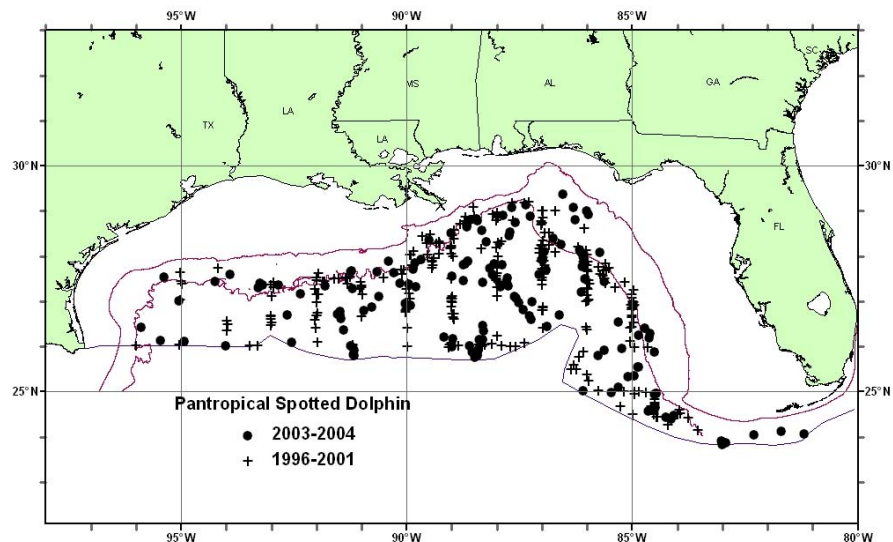 95°W 90°W 85°W 80°W
SC
MS AL GA
LA
TX LA
30°N 30°N
FL
25°N 25°N
Pantropical Spotted Dolphin
2003-2004
1996-2001
95°W 90°W 85°W 80°W